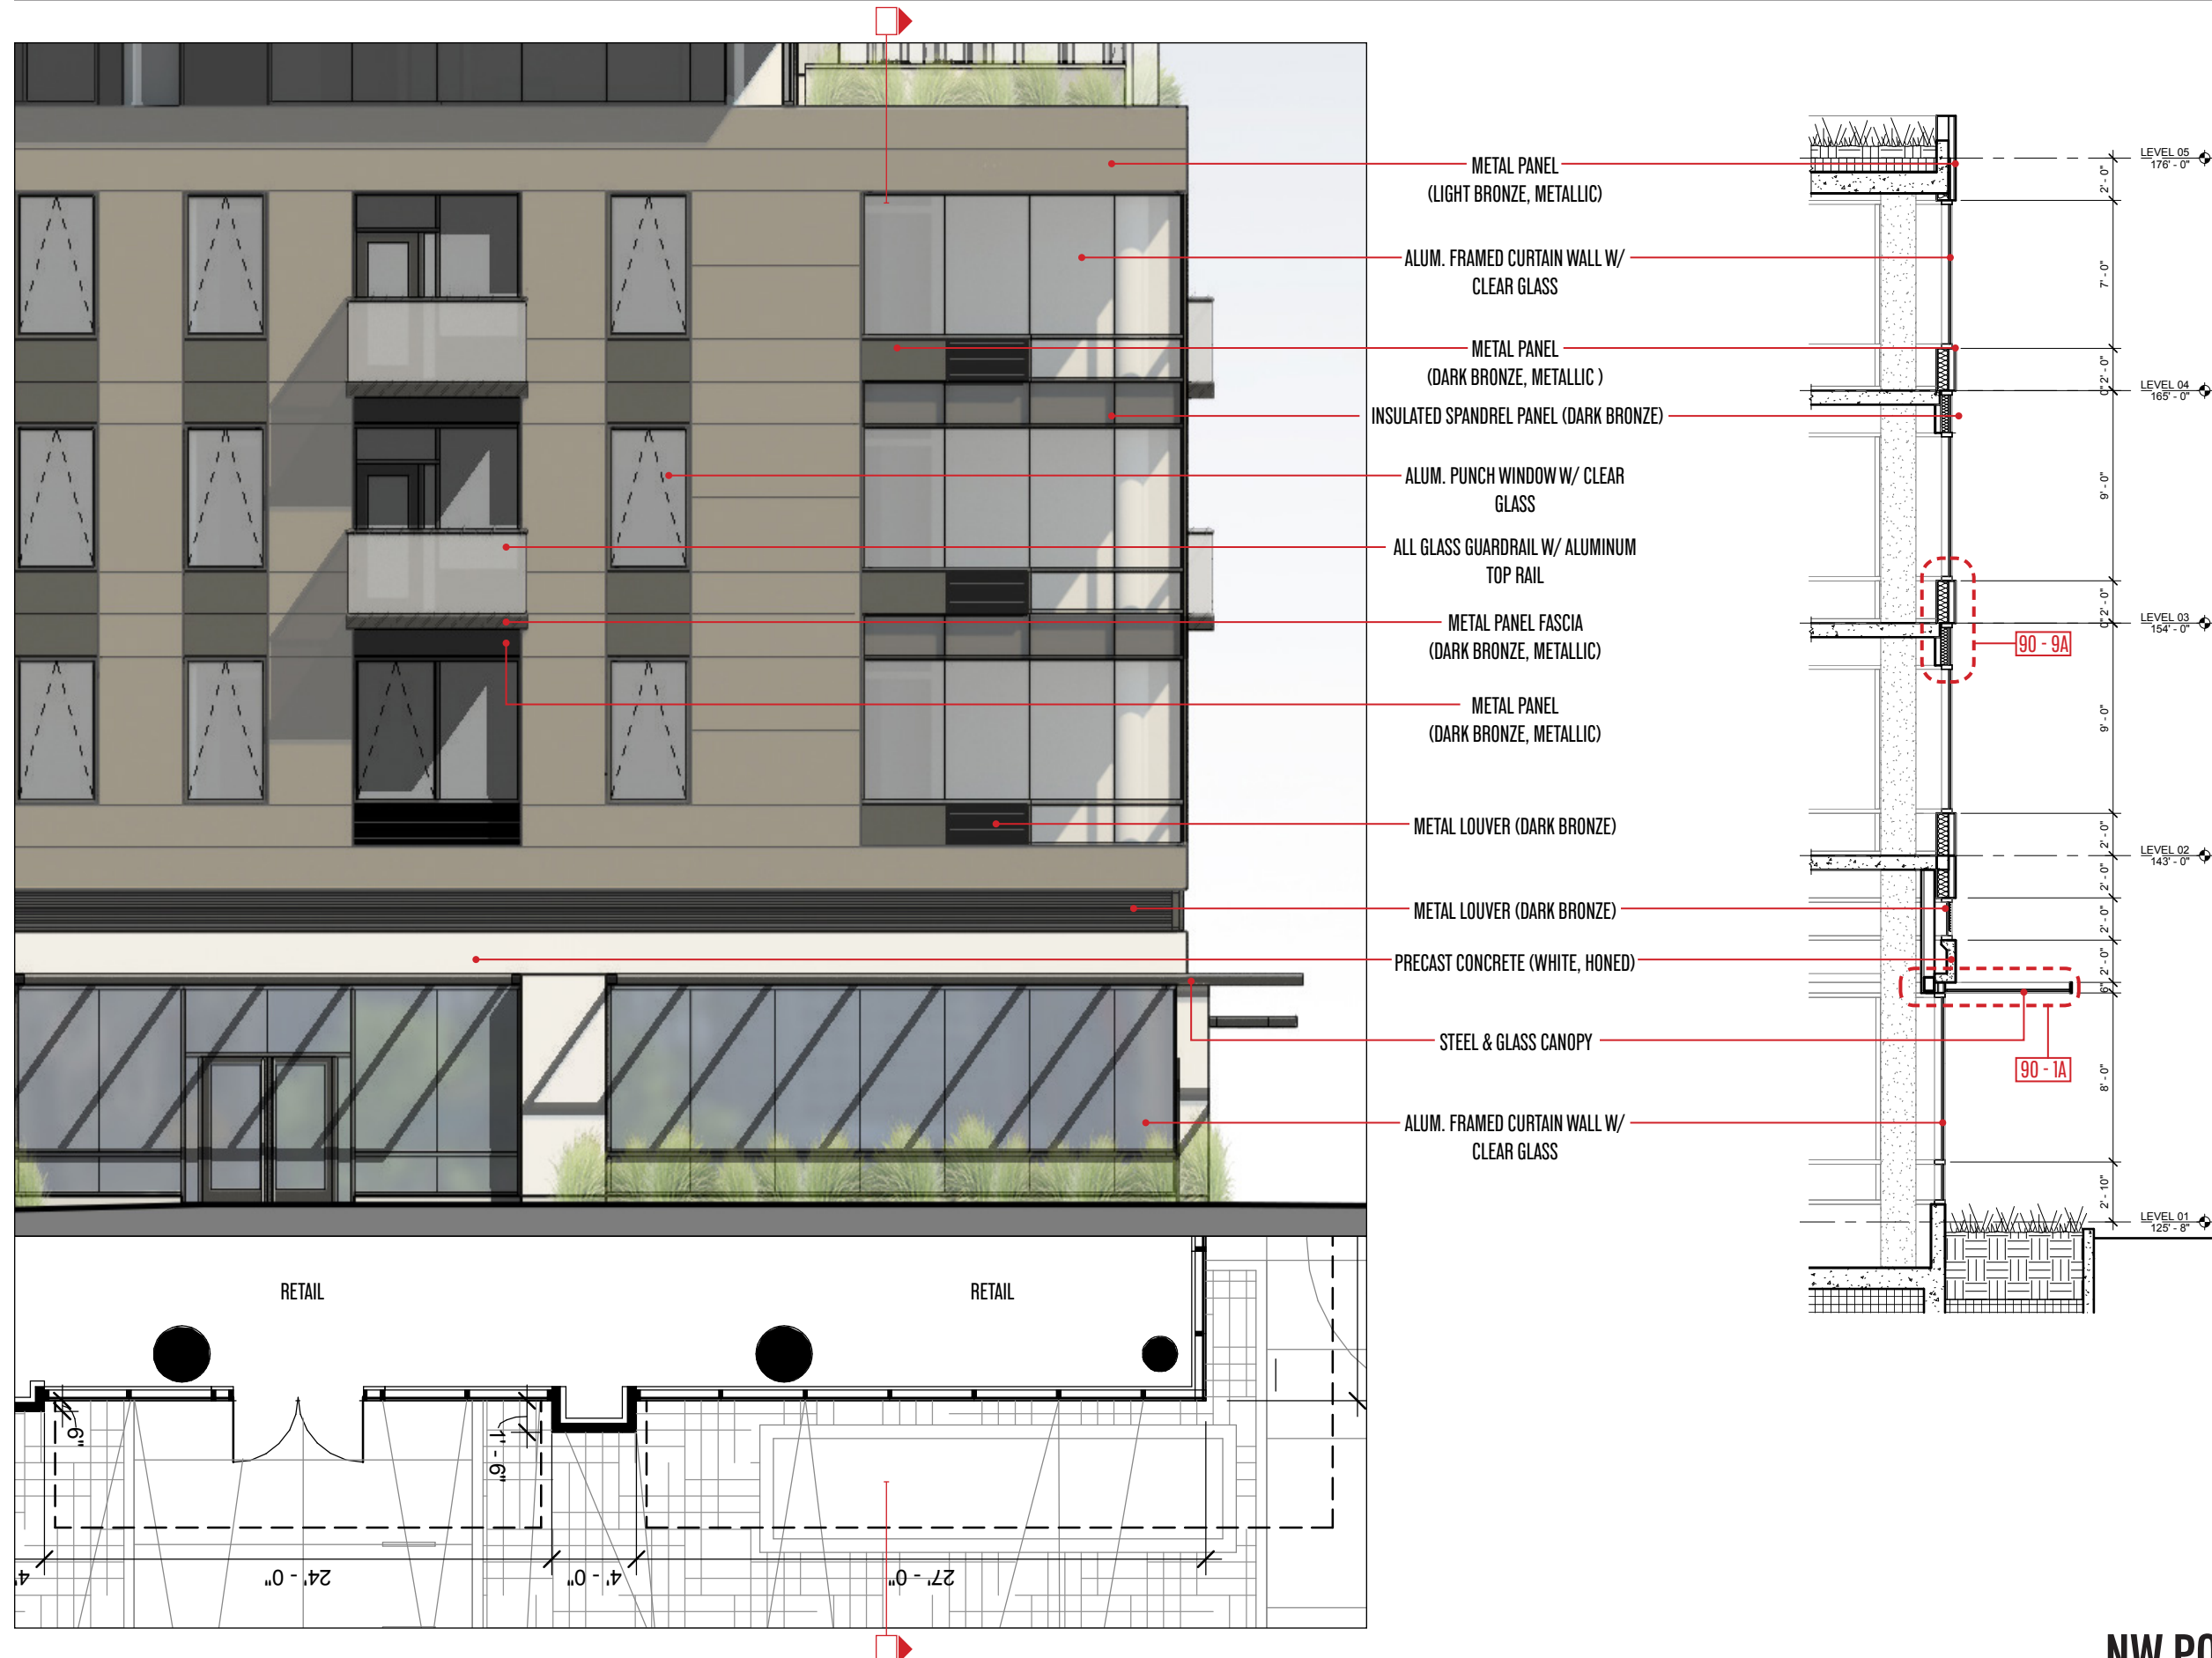 METAL PANEL
(LIGHT BRONZE, METALLIC)
ALUM. FRAMED CURTAIN WALL W/
CLEAR GLASS
METAL PANEL
(DARK BRONZE, METALLIC )
INSULATED SPANDREL PANEL (DARK BRONZE)
ALUM. PUNCH WINDOW W/ CLEAR
GLASS
ALL GLASS GUARDRAIL W/ ALUMINUM
TOP RAIL
METAL PANEL FASCIA
(DARK BRONZE, METALLIC)
METAL PANEL
(DARK BRONZE, METALLIC)
METAL LOUVER (DARK BRONZE)
METAL LOUVER (DARK BRONZE)
PRECAST CONCRETE (WHITE, HONED)
STEEL & GLASS CANOPY
ALUM. FRAMED CURTAIN WALL W/
CLEAR GLASS
LEVEL 05
176' - 0"
2' - 0"
7' - 0"
2' - 0"
LEVEL 04
165' - 0"
9' - 0"
2' - 0"
LEVEL 03
154' - 0"
90 - 9A
9' - 0"
2' - 0"
LEVEL 02
143' - 0"
2' - 0"
2' - 0"
2' - 0"
6"
90 - 1A
8' - 0"
2' - 10"
LEVEL 01
125' - 8"
RETAIL
RETAIL
6"
1' - 6"
4'
24' - 0"
4' - 0"
27' - 0"
NW